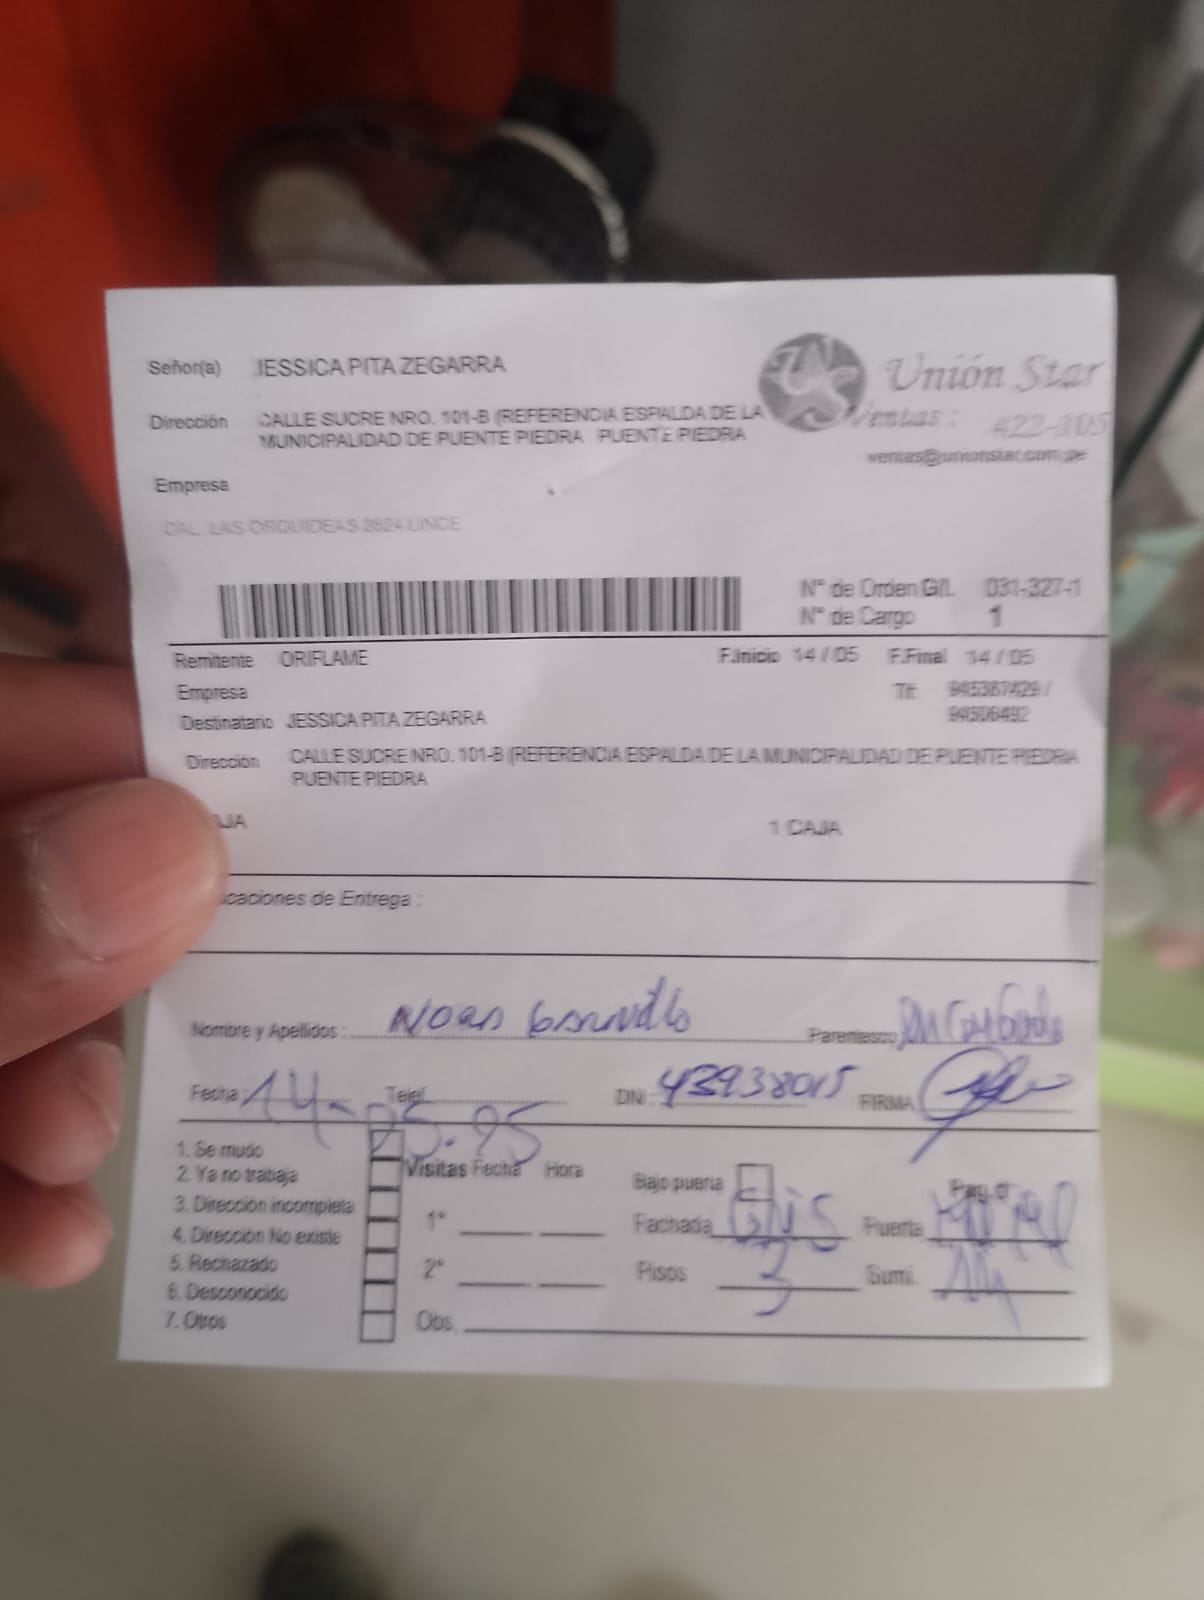 Señor(a) JESSICA PITA ZEGARRA
Unión Star
Dirección CALLE SUCRE NRO. 101-B (REFERENCIA ESPALDA DE LA
MUNICIPALIDAD DE PUENTE PIEDRA PUENTE PIEDRA
Ventas: 422-105
ventas@unionstar.com.pe
Empresa
CAL. LAS ORQUIDEAS 2624 LINCE
N° de Orden G/L 031-327-1
N° de Cargo 1
Remitente ORIFLAME F.Inicio 14 / 05 F.Final 14 / 05
Empresa Tlf:
Destinatario JESSICA PITA ZEGARRA
Dirección CALLE SUCRE NRO. 101-B (REFERENCIA ESPALDA DE LA MUNICIPALIDAD DE PUENTE PIEDRA
PUENTE PIEDRA
1 CAJA
caciones de Entrega :
Nombre y Apellidos : Parentesco
Fecha : 14-05-25 Telef. DNI : 43938015 FIRMA
1. Se mudo
2. Ya no trabaja
3. Dirección incompleta
4. Dirección No existe
5. Rechazado
6. Desconocido
7. Otros
Visitas Fecha Hora
1°
2°
Obs.
Bajo puerta
Fachada Gris Puerta
Pisos 3 Sumi.